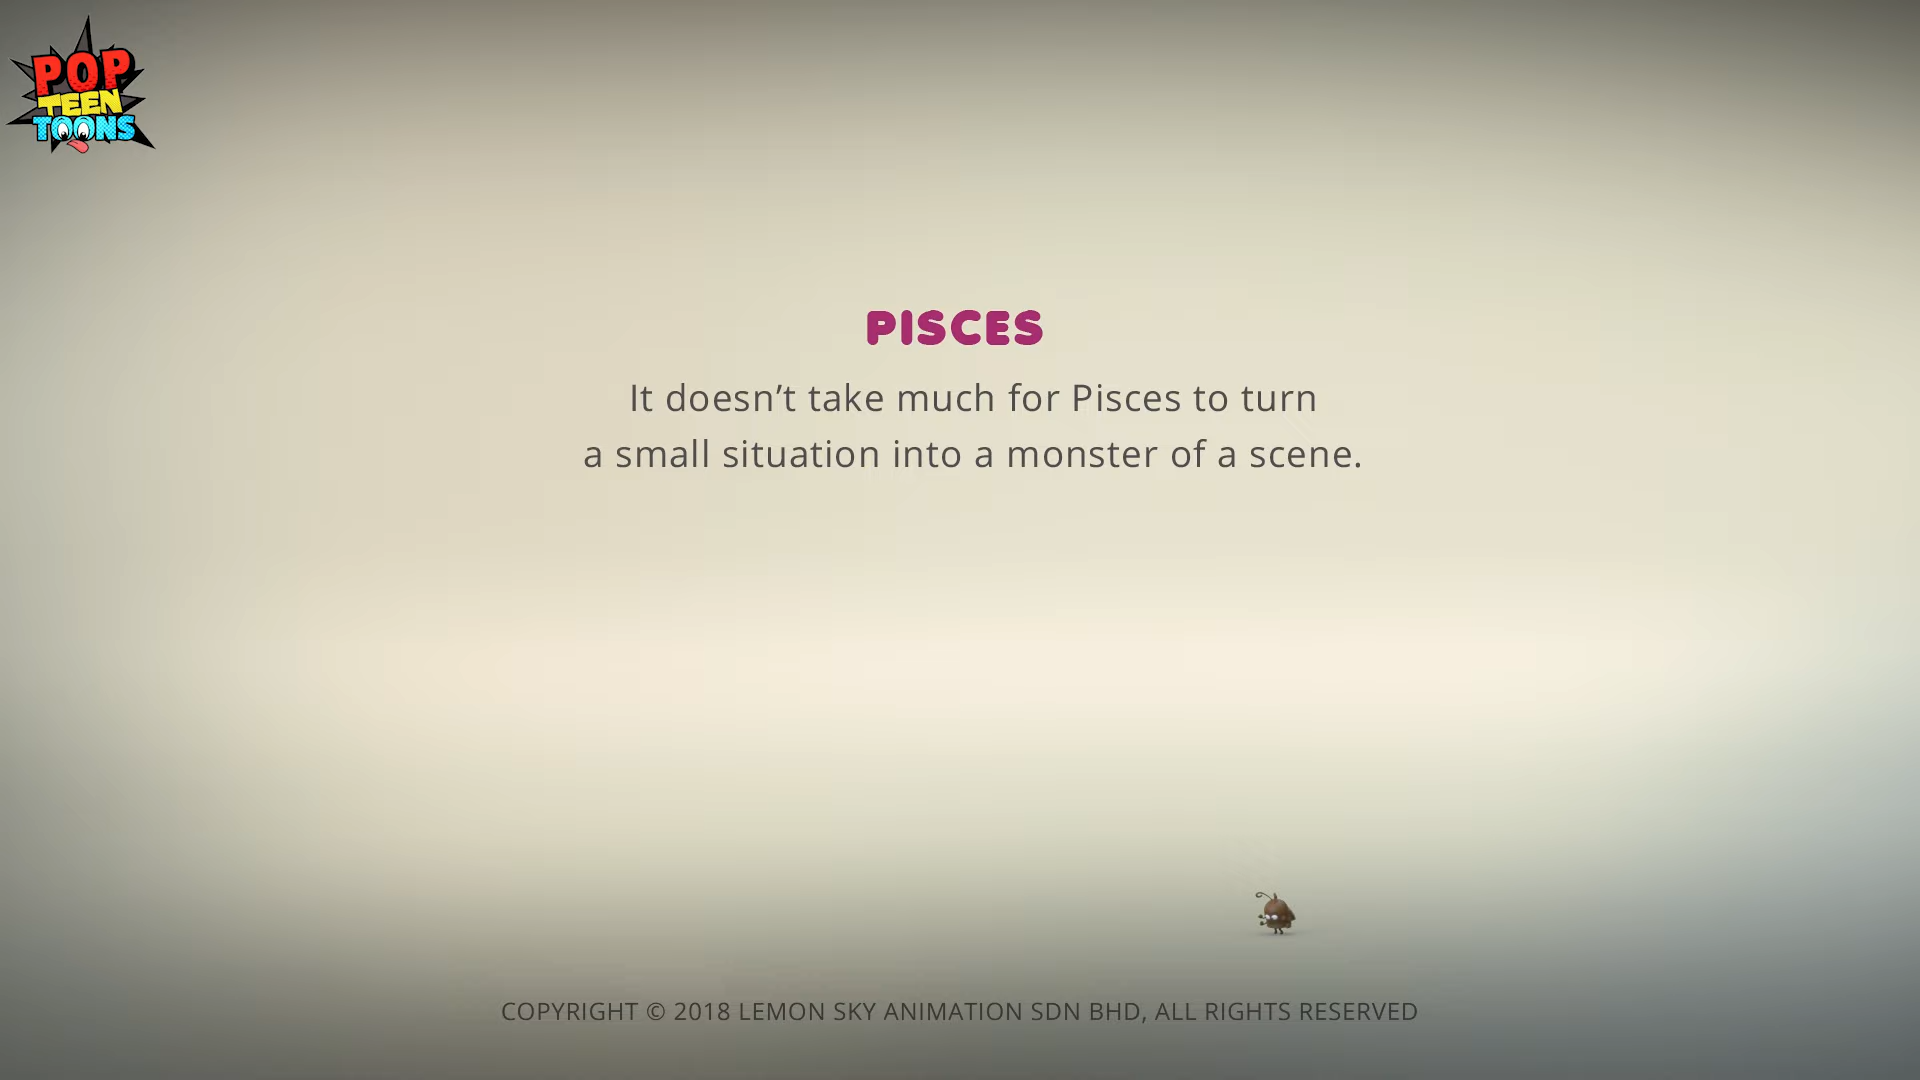 POP
TEEN
TOONS
PISCES
It doesn’t take much for Pisces to turn
a small situation into a monster of a scene.
COPYRIGHT © 2018 LEMON SKY ANIMATION SDN BHD, ALL RIGHTS RESERVED